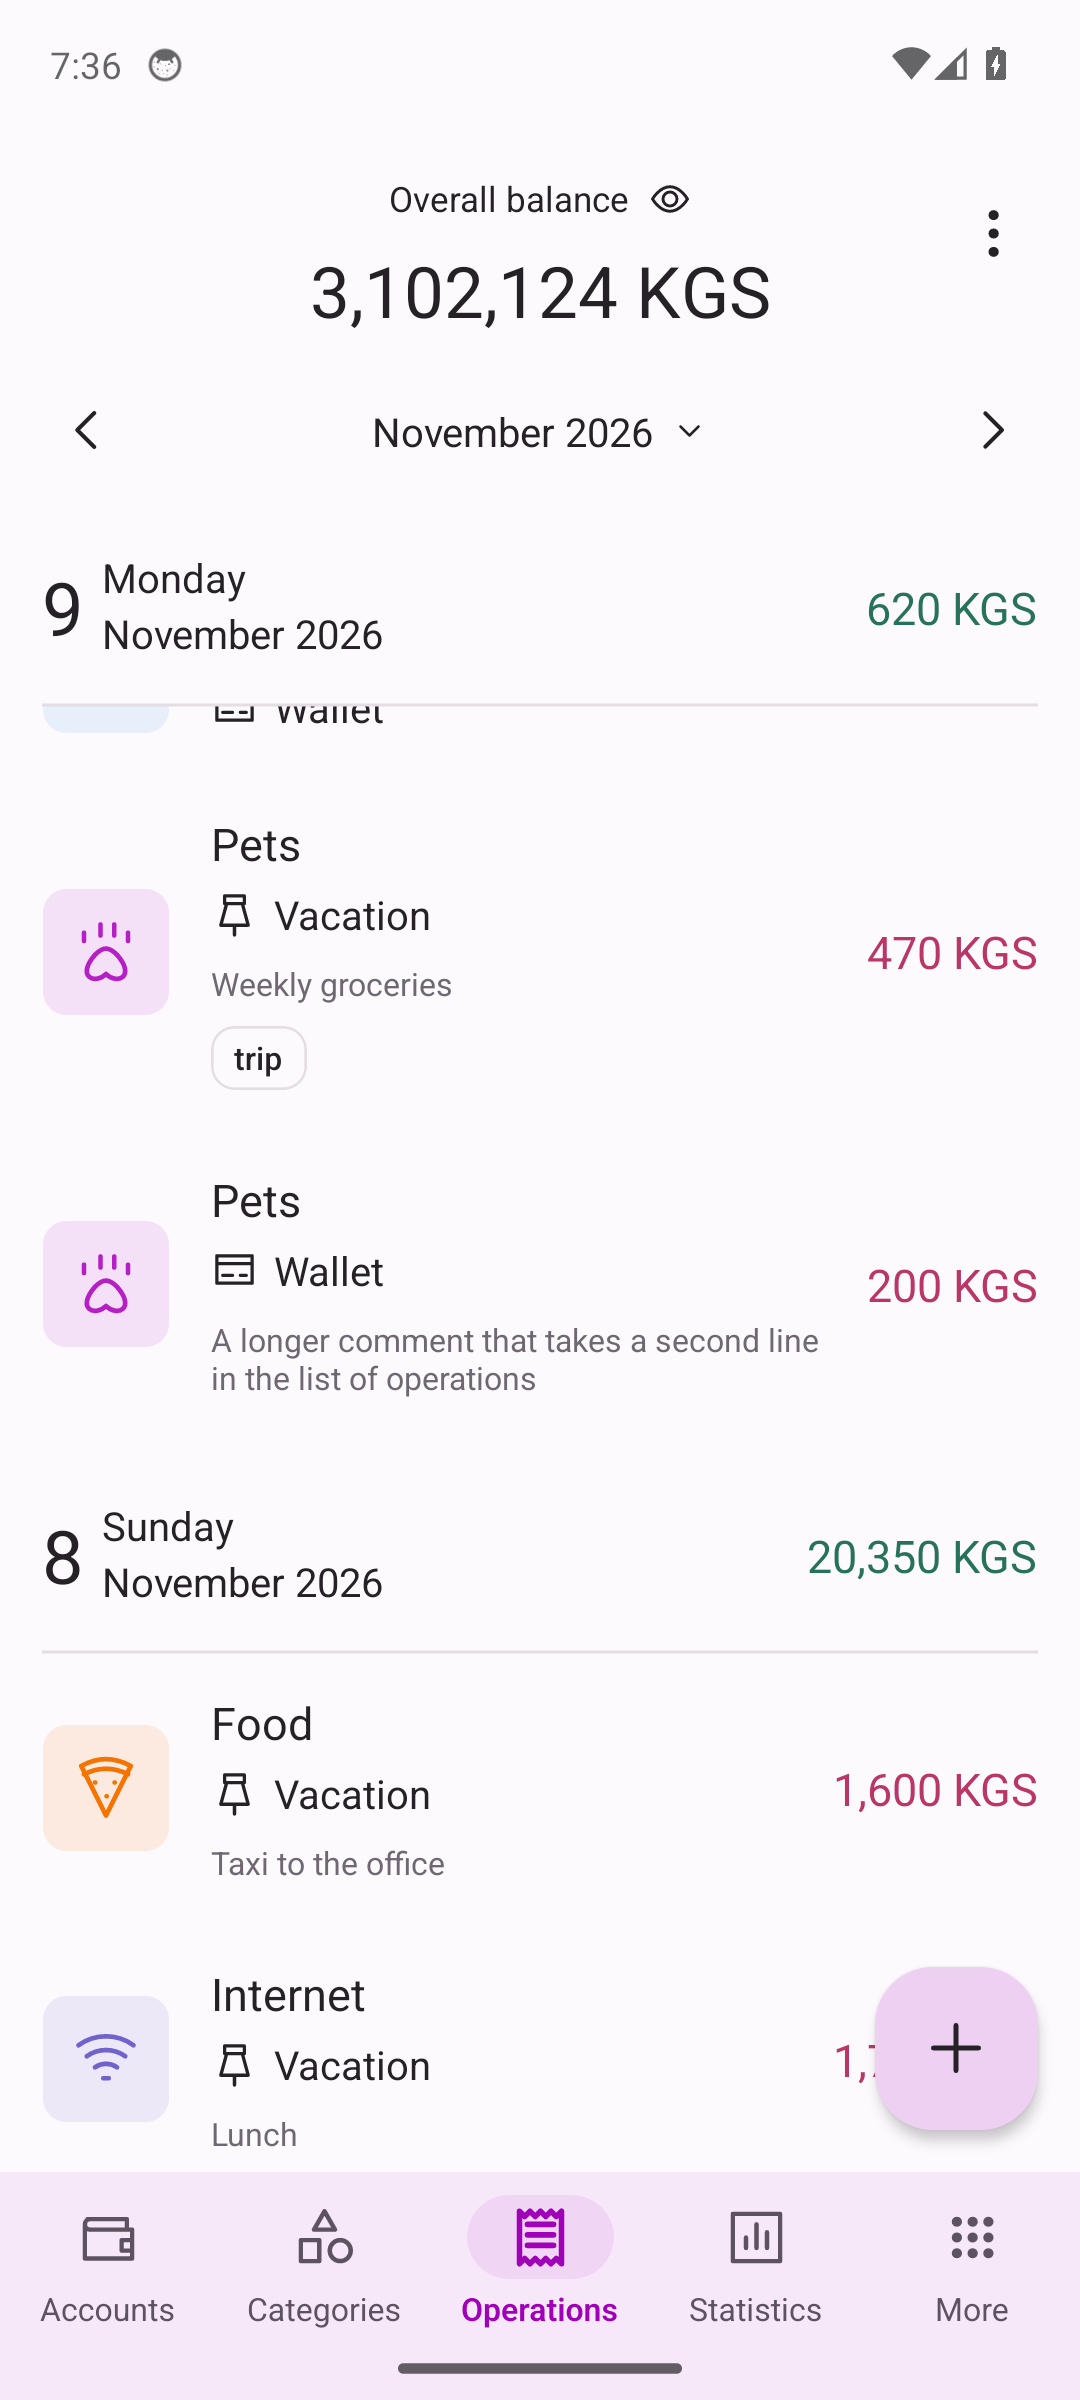 7:36
Overall balance
3,102,124 KGS
November 2026
9
Monday
November 2026
620 KGS
Wallet
Pets
Vacation
Weekly groceries
trip
470 KGS
Pets
Wallet
A longer comment that takes a second line
in the list of operations
200 KGS
8
Sunday
November 2026
20,350 KGS
Food
Vacation
Taxi to the office
1,600 KGS
Internet
Vacation
Lunch
Accounts
Categories
Operations
Statistics
More